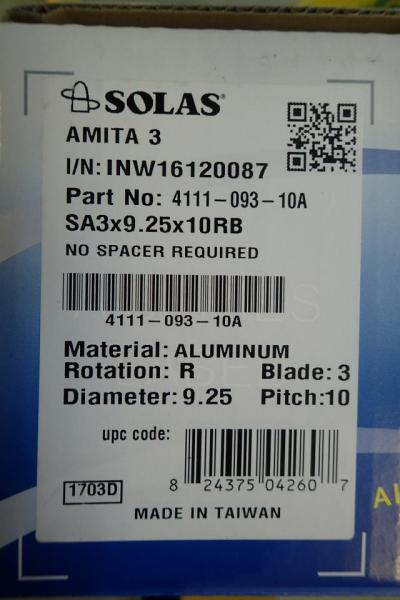 SOLAS®
AMITA 3
I/N: INW16120087
Part No: 4111-093-10A
SA3x9.25x10RB
NO SPACER REQUIRED
4111-093-10A
Material: ALUMINUM
Rotation: R Blade: 3
Diameter: 9.25 Pitch: 10
upc code:
8 24375 04260 7
1703D
MADE IN TAIWAN